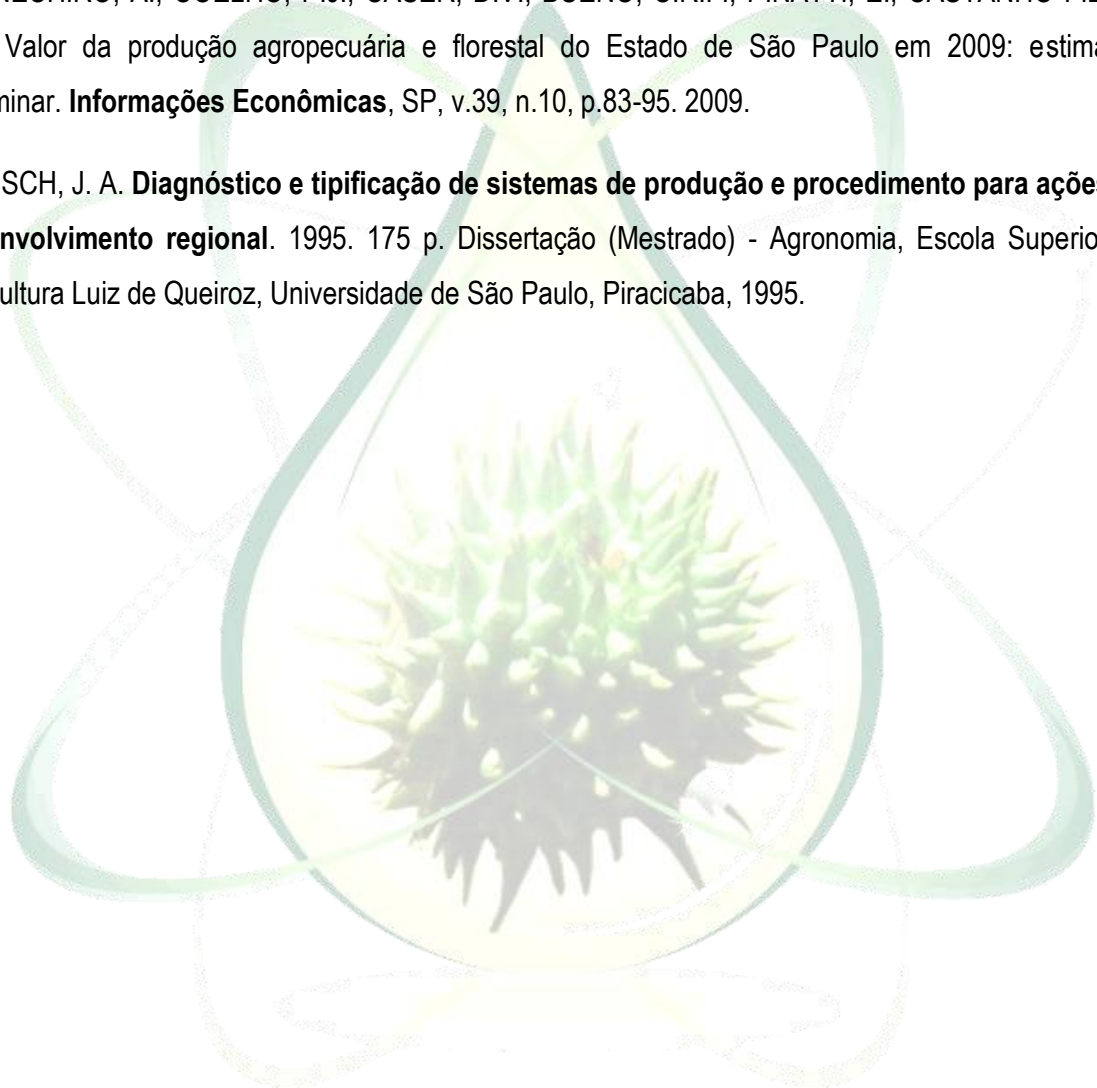 Valor da produção agropecuária e florestal do Estado de São Paulo em 2009: estima
minar. Informações Econômicas, SP, v.39, n.10, p.83-95. 2009.
SCH, J. A. Diagnóstico e tipificação de sistemas de produção e procedimento para ações
nvolvimento regional. 1995. 175 p. Dissertação (Mestrado) - Agronomia, Escola Superio
ultura Luiz de Queiroz, Universidade de São Paulo, Piracicaba, 1995.